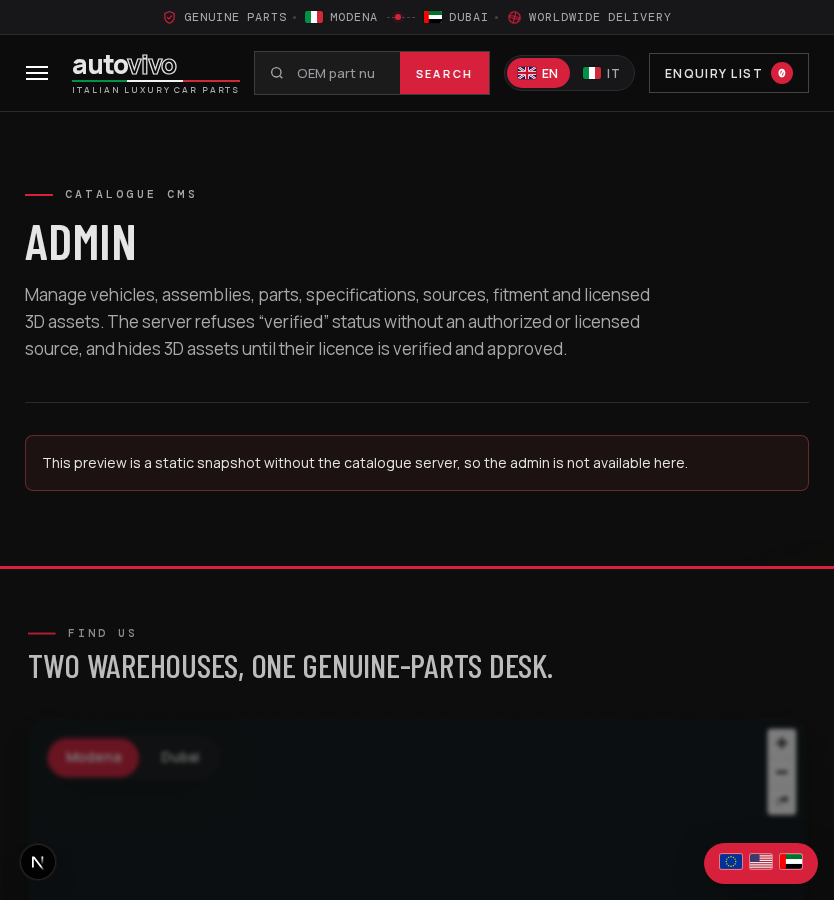 GENUINE PARTS • MODENA DUBAI • WORLDWIDE DELIVERY
autovivo
ITALIAN LUXURY CAR PARTS
OEM part nu
SEARCH
EN
IT
ENQUIRY LIST 0
CATALOGUE CMS
ADMIN
Manage vehicles, assemblies, parts, specifications, sources, fitment and licensed
3D assets. The server refuses “verified” status without an authorized or licensed
source, and hides 3D assets until their licence is verified and approved.
This preview is a static snapshot without the catalogue server, so the admin is not available here.
FIND US
TWO WAREHOUSES, ONE GENUINE-PARTS DESK.
Modena
Dubai
N